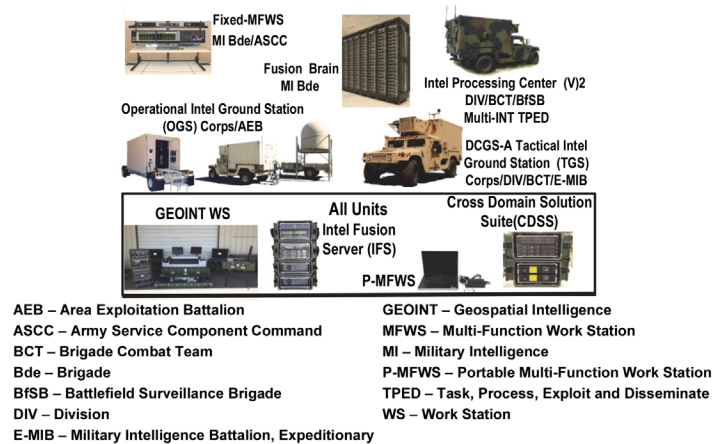 Fixed-MFWS
MI Bde/ASCC
Fusion Brain
MI Bde
Intel Processing Center (V)2
DIV/BCT/BfSB
Multi-INT TPED
Operational Intel Ground Station
(OGS) Corps/AEB
DCGS-A Tactical Intel
Ground Station (TGS)
Corps/DIV/BCT/E-MIB
GEOINT WS
All Units
Intel Fusion
Server (IFS)
P-MFWS
Cross Domain Solution
Suite(CDSS)
AEB – Area Exploitation Battalion
ASCC – Army Service Component Command
BCT – Brigade Combat Team
Bde – Brigade
BfSB – Battlefield Surveillance Brigade
DIV – Division
E-MIB – Military Intelligence Battalion, Expeditionary
GEOINT – Geospatial Intelligence
MFWS – Multi-Function Work Station
MI – Military Intelligence
P-MFWS – Portable Multi-Function Work Station
TPED – Task, Process, Exploit and Disseminate
WS – Work Station